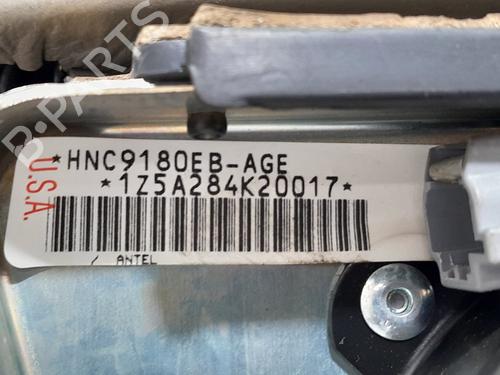 B-PARTS
*HNC9180EB-AGE
*1Z5A284K20017*
U.S.A.
ANTEL